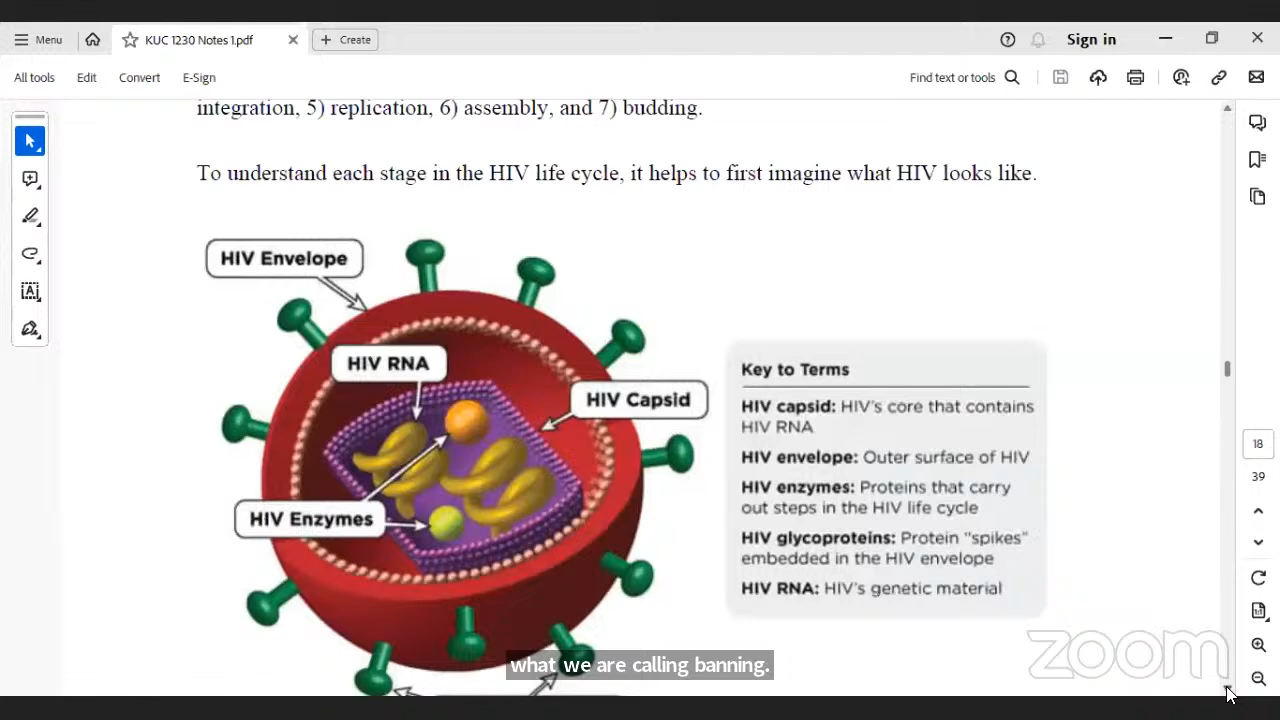 Menu
KUC 1230 Notes 1.pdf
Create
Sign in
All tools
Edit
Convert
E-Sign
Find text or tools
integration, 5) replication, 6) assembly, and 7) budding.
To understand each stage in the HIV life cycle, it helps to first imagine what HIV looks like.
HIV Envelope
HIV RNA
HIV Capsid
HIV Enzymes
Key to Terms
HIV capsid: HIV's core that contains
HIV RNA
HIV envelope: Outer surface of HIV
HIV enzymes: Proteins that carry
out steps in the HIV life cycle
HIV glycoproteins: Protein "spikes"
embedded in the HIV envelope
HIV RNA: HIV's genetic material
18
39
zoom
what we are calling banning.